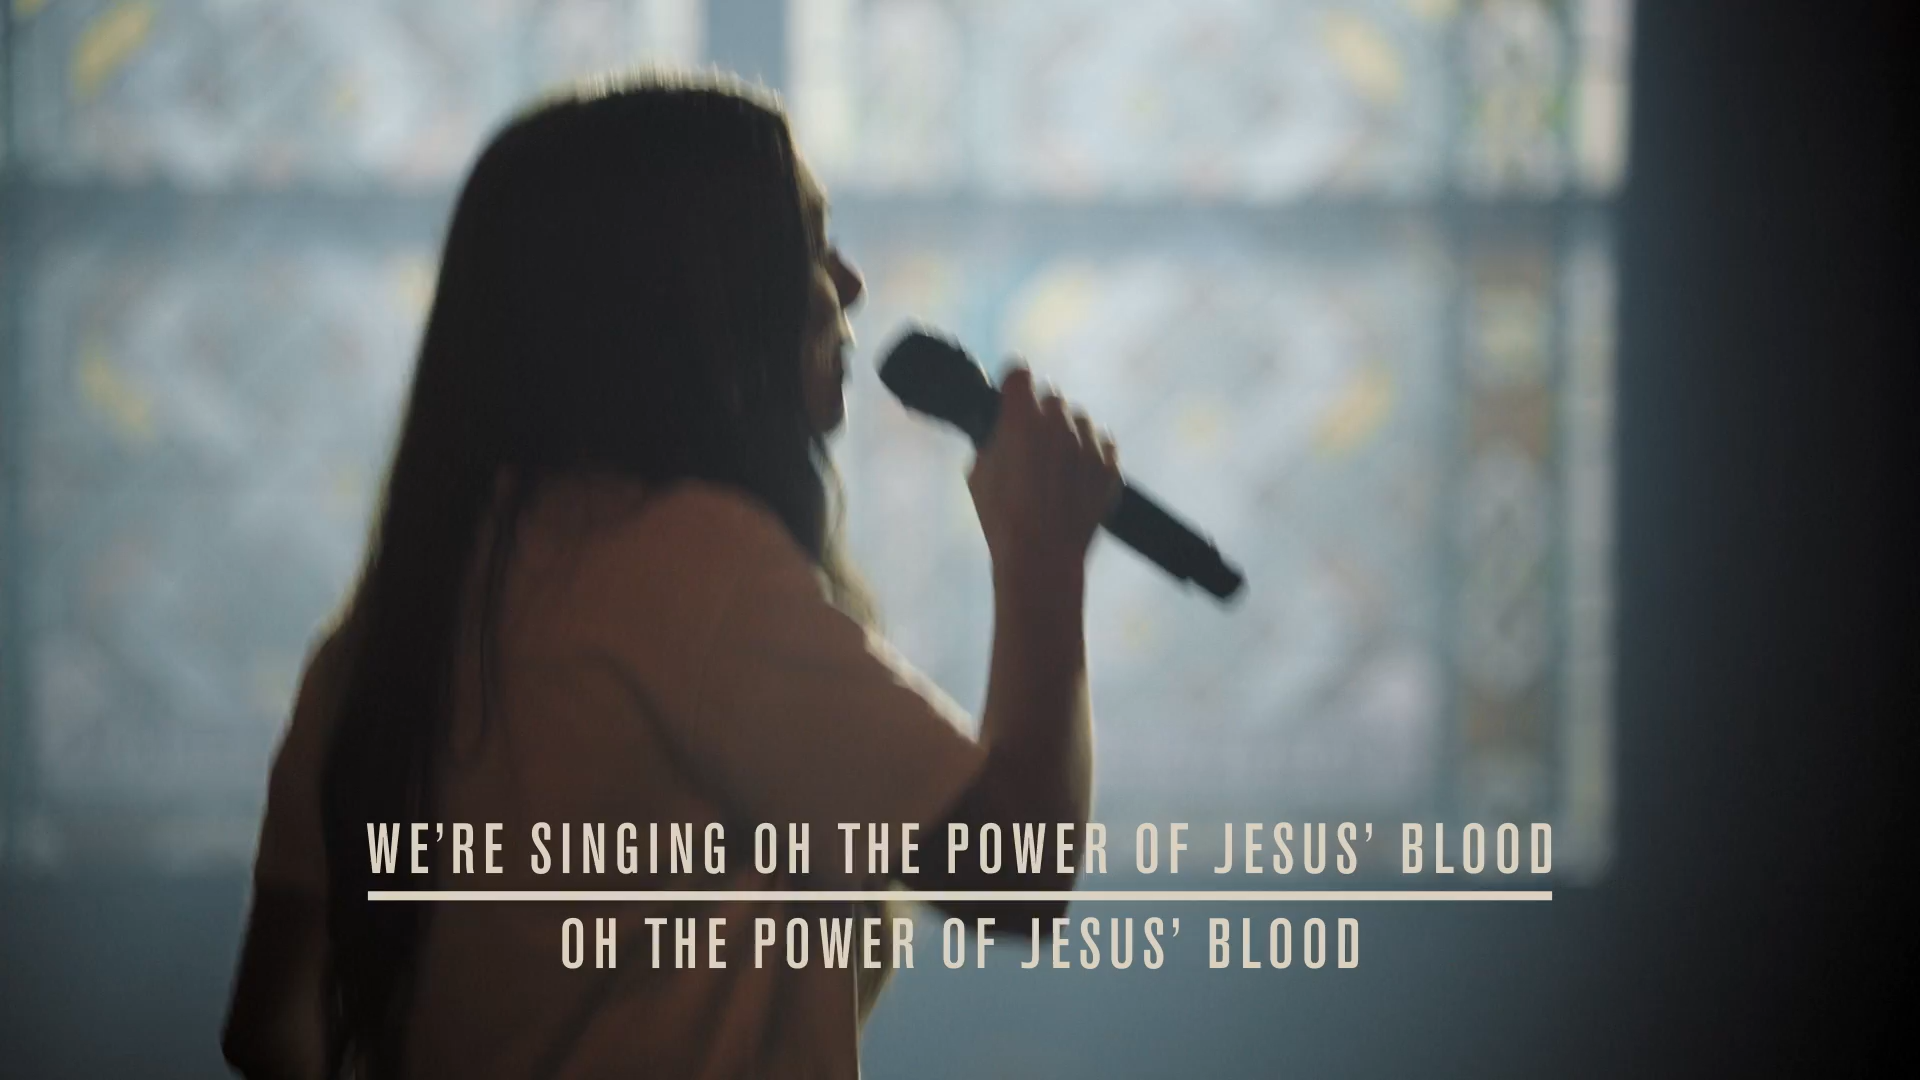 WE’RE SINGING OH THE POWER OF JESUS’ BLOOD
OH THE POWER OF JESUS’ BLOOD